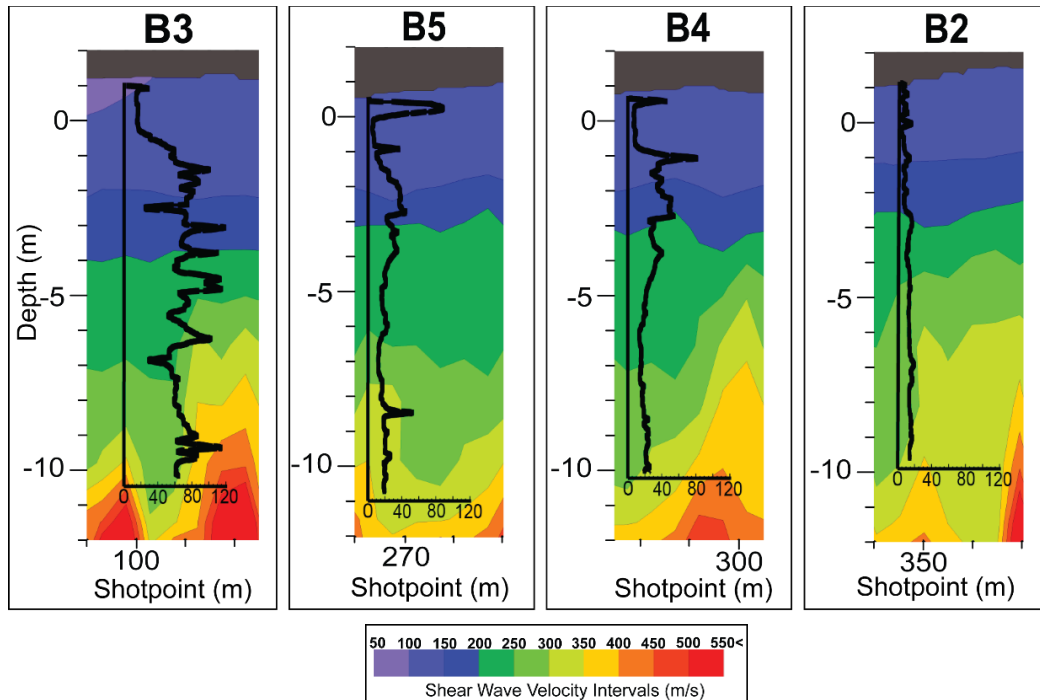 B3 B5 B4 B2
0 0 0 0
Depth (m)
-5 -5 -5 -5
-10 -10 -10 -10
0 40 80 120 0 40 80 120 0 40 80 120 0 40 80 120
100 270 300 350
Shotpoint (m) Shotpoint (m) Shotpoint (m) Shotpoint (m)
50 100 150 200 250 300 350 400 450 500 550<
Shear Wave Velocity Intervals (m/s)